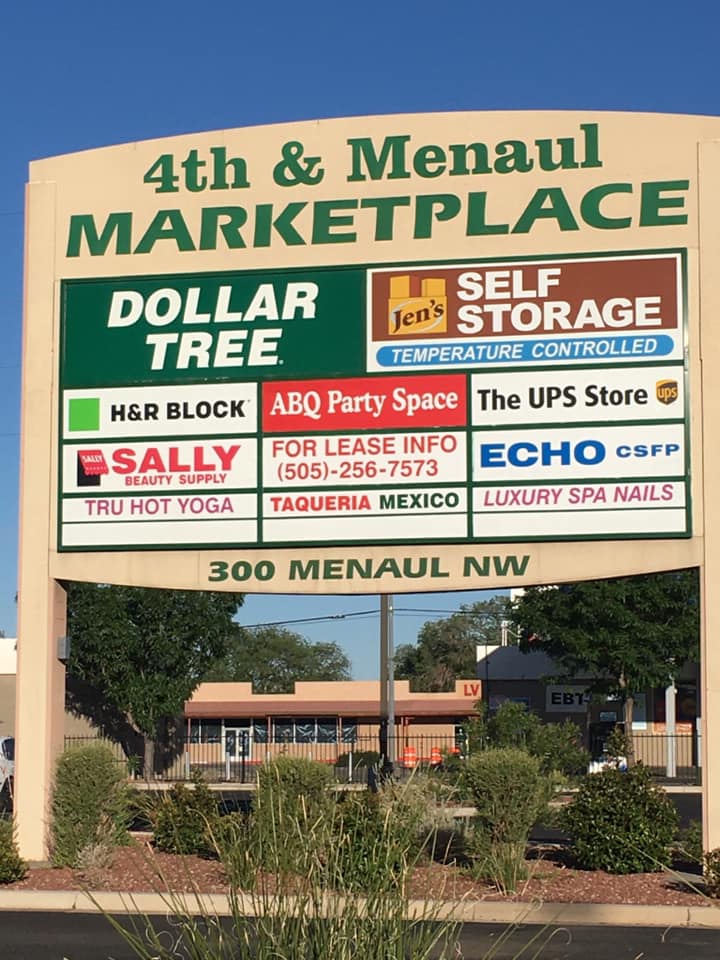 4th & Menaul
MARKETPLACE
DOLLAR
TREE
Jen's
SELF
STORAGE
TEMPERATURE CONTROLLED
H&R BLOCK
ABQ Party Space
The UPS Store
ups
SALLY
SALLY
BEAUTY SUPPLY
FOR LEASE INFO
(505)-256-7573
ECHO CSFP
TRU HOT YOGA
TAQUERIA MEXICO
LUXURY SPA NAILS
300 MENAUL NW
LV
EBT